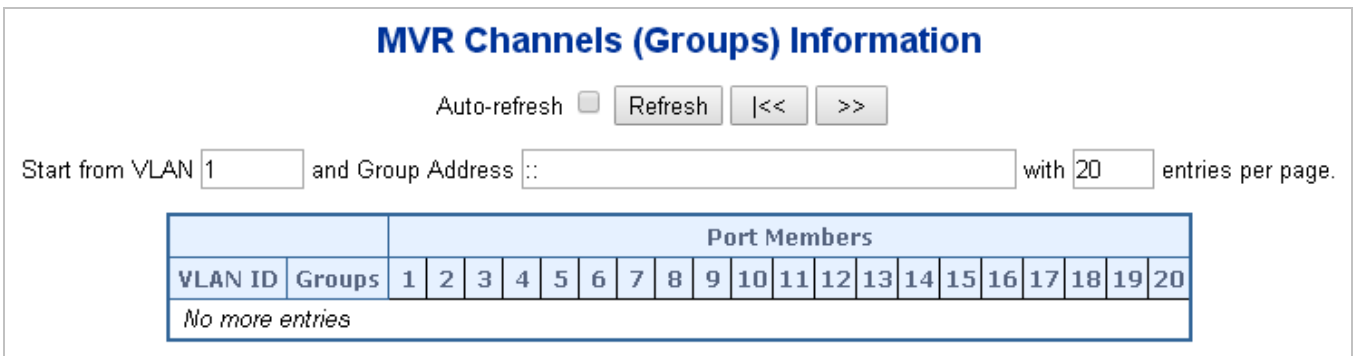 MVR Channels (Groups) Information
Auto-refresh Refresh |<< >>
Start from VLAN 1 and Group Address :: with 20 entries per page.
Port Members
VLAN ID Groups 1 2 3 4 5 6 7 8 9 10 11 12 13 14 15 16 17 18 19 20
No more entries